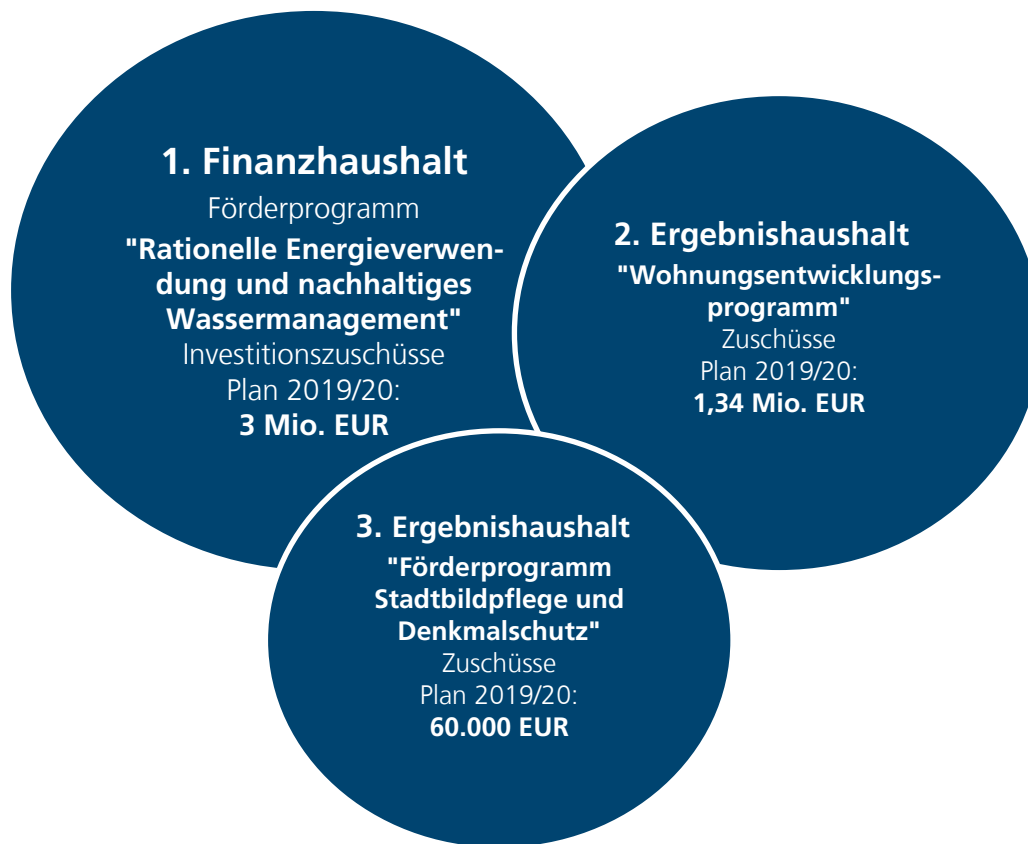 1. Finanzhaushalt
Förderprogramm
"Rationelle Energieverwen-
dung und nachhaltiges
Wassermanagement"
Investitionszuschüsse
Plan 2019/20:
3 Mio. EUR
2. Ergebnishaushalt
"Wohnungsentwicklungs-
programm"
Zuschüsse
Plan 2019/20:
1,34 Mio. EUR
3. Ergebnishaushalt
"Förderprogramm
Stadtbildpflege und
Denkmalschutz"
Zuschüsse
Plan 2019/20:
60.000 EUR